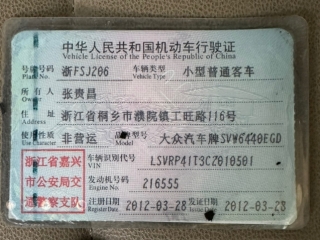 中华人民共和国机动车行驶证
Vehicle License of the People's Republic of China
号牌号码 浙FSJ206 车辆类型 小型普通客车
Plate No. Vehicle Type
所有人 张贵昌
Owner
住址 浙江省桐乡市濮院镇工旺路116号
Address
使用性质 非营运 品牌型号 大众汽车牌SVW6440EGD
Use Character Model
浙江省嘉兴市公安局交通警察支队
车辆识别代号 LSVRP41T3CZ010501
VIN
发动机号码 216555
Engine No.
注册日期 2012-03-28 发证日期 2012-03-28
Register Date Issue Date